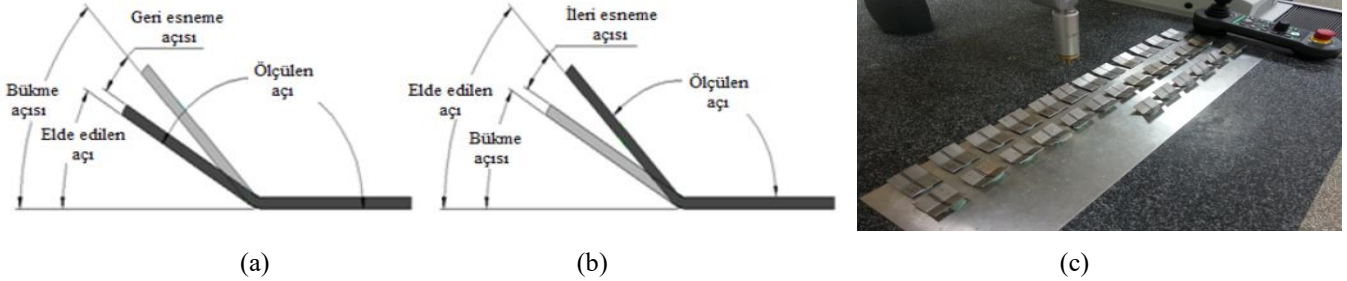 Geri esneme
açısı
Bükme
açısı
Elde edilen
açı
Ölçülen
açı
İleri esneme
açısı
Elde edilen
açı
Bükme
açısı
Ölçülen
açı
(a)
(b)
(c)